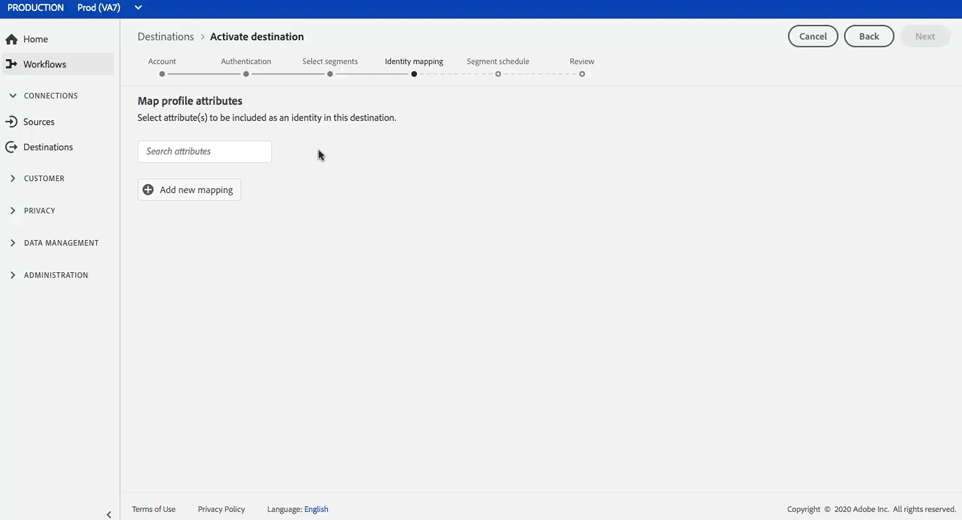 PRODUCTION Prod (VA7)
Home
Workflows
CONNECTIONS
Sources
Destinations
CUSTOMER
PRIVACY
DATA MANAGEMENT
ADMINISTRATION
Destinations > Activate destination
Cancel Back Next
Account Authentication Select segments Identity mapping Segment schedule Review
Map profile attributes
Select attribute(s) to be included as an identity in this destination.
Search attributes
Add new mapping
Terms of Use Privacy Policy Language: English Copyright © 2020 Adobe Inc. All rights reserved.